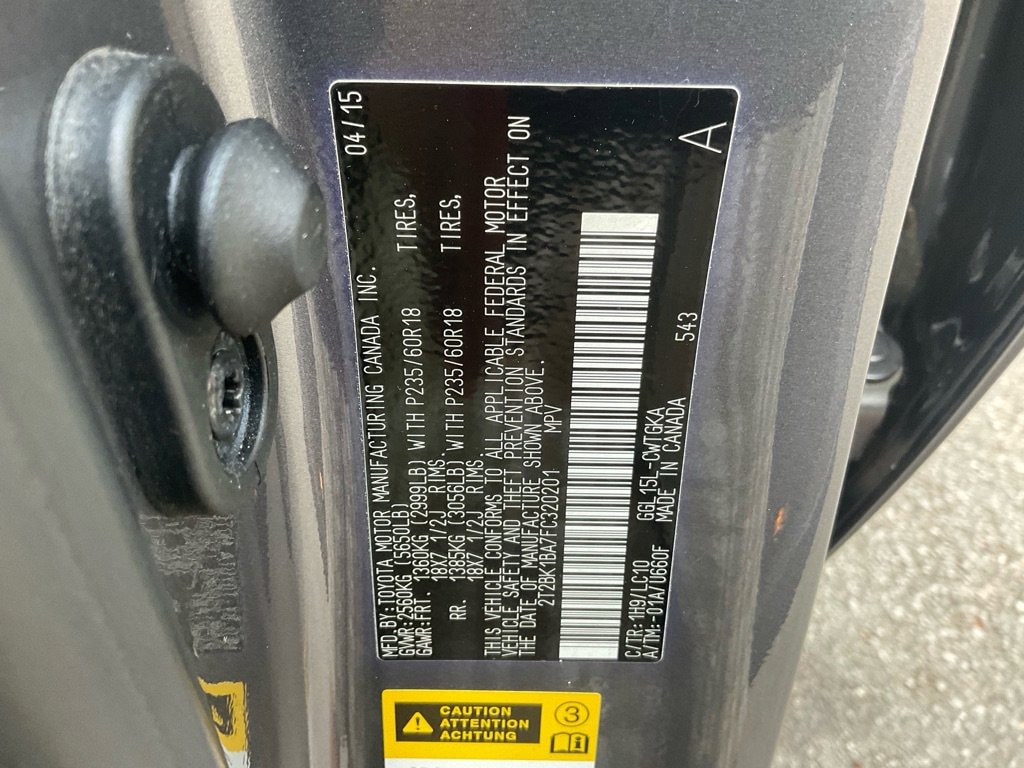 MFD.BY:TOYOTA MOTOR MANUFACTURING CANADA INC. 04/15
GVWR:2560KG (5650LB)
GAWR:FRT. 1360KG (2999LB) WITH P235/60R18 TIRES,
18X7 1/2J RIMS.
RR. 1385KG (3056LB) WITH P235/60R18 TIRES,
18X7 1/2J RIMS.
THIS VEHICLE CONFORMS TO ALL APPLICABLE FEDERAL MOTOR
VEHICLE SAFETY AND THEFT PREVENTION STANDARDS IN EFFECT ON
THE DATE OF MANUFACTURE SHOWN ABOVE.
2T2BK1BA7FC320201 MPV
C/TR:1H9/LC10 GGL15L-CWTGKA 543 A
A/TM:-01A/U660F MADE IN CANADA
CAUTION
ATTENTION
ACHTUNG
3